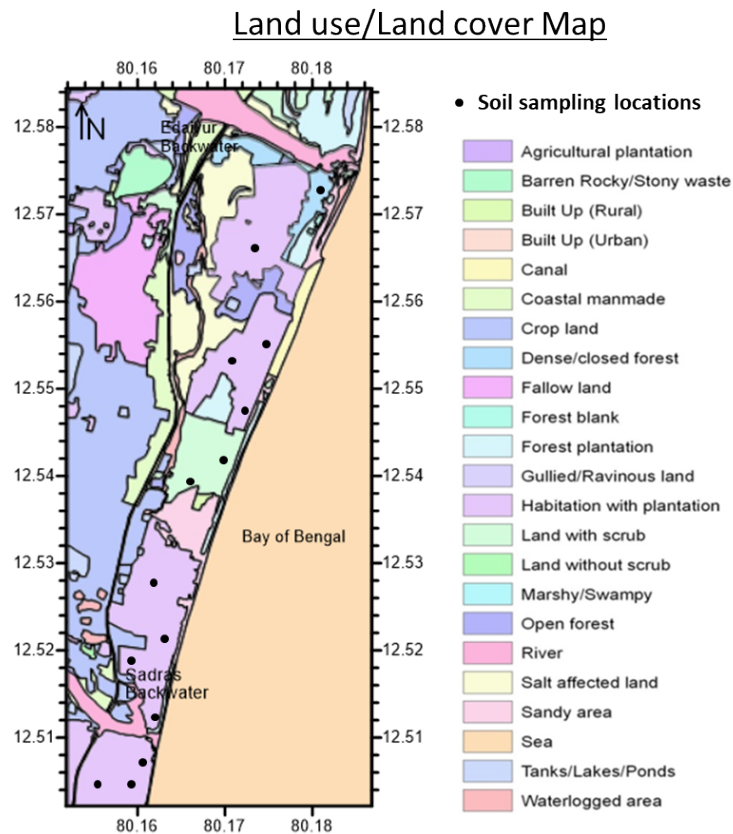 Land use/Land cover Map
80.16 80.17 80.18
12.58 12.58
12.57 12.57
12.56 12.56
12.55 12.55
12.54 12.54
12.53 12.53
12.52 12.52
12.51 12.51
80.16 80.17 80.18
N
Edaiyur
Backwater
Bay of Bengal
Sadras
Backwater
• Soil sampling locations
Agricultural plantation
Barren Rocky/Stony waste
Built Up (Rural)
Built Up (Urban)
Canal
Coastal manmade
Crop land
Dense/closed forest
Fallow land
Forest blank
Forest plantation
Gullied/Ravinous land
Habitation with plantation
Land with scrub
Land without scrub
Marshy/Swampy
Open forest
River
Salt affected land
Sandy area
Sea
Tanks/Lakes/Ponds
Waterlogged area